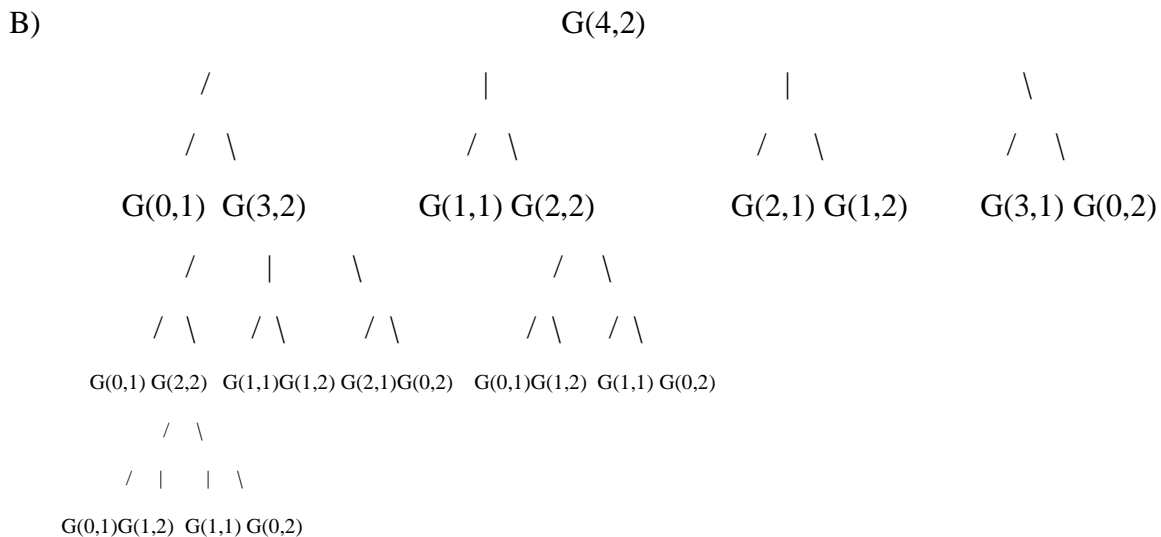 B) G(4,2)
/ | | \
/ \ / \ / \ / \
G(0,1) G(3,2) G(1,1) G(2,2) G(2,1) G(1,2) G(3,1) G(0,2)
/ | \ / \
/ \ / \ / \ / \ / \
G(0,1) G(2,2) G(1,1)G(1,2) G(2,1)G(0,2) G(0,1)G(1,2) G(1,1) G(0,2)
/ \
/ | | \
G(0,1)G(1,2) G(1,1) G(0,2)